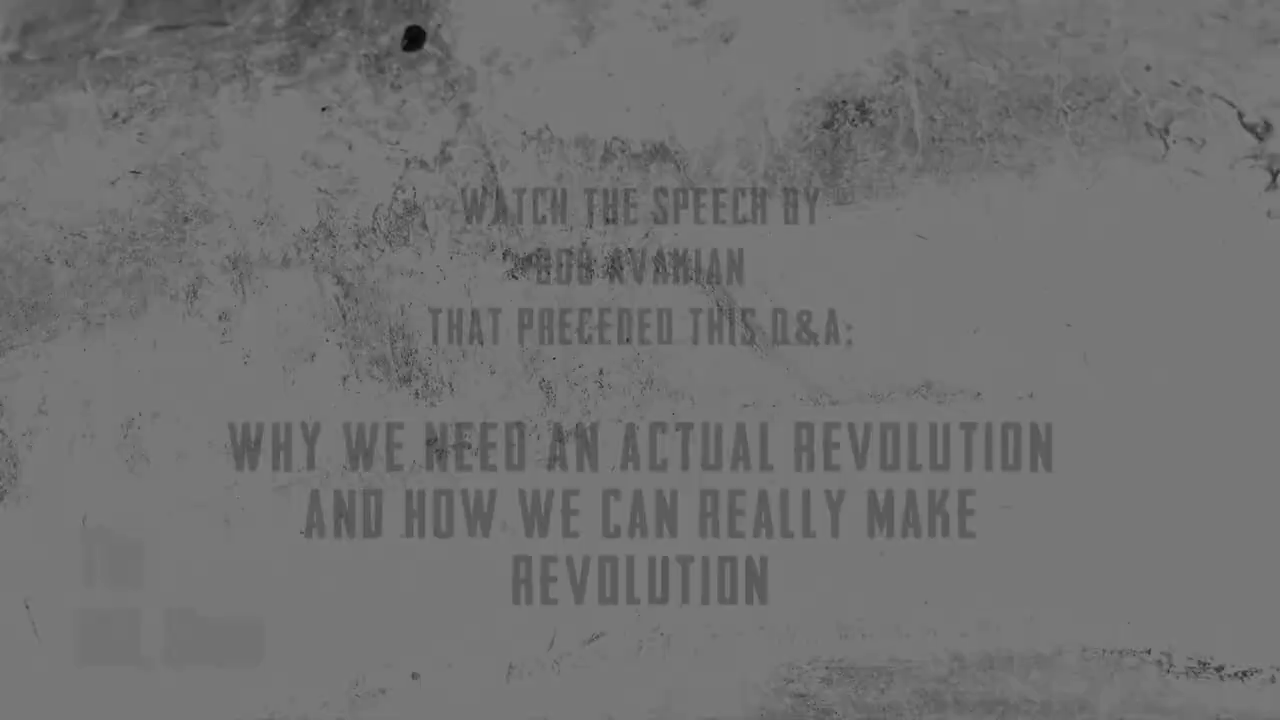 WATCH THE SPEECH BY
BOB AVAKIAN
THAT PRECEDED THIS Q&A:
WHY WE NEED AN ACTUAL REVOLUTION
AND HOW WE CAN REALLY MAKE
REVOLUTION